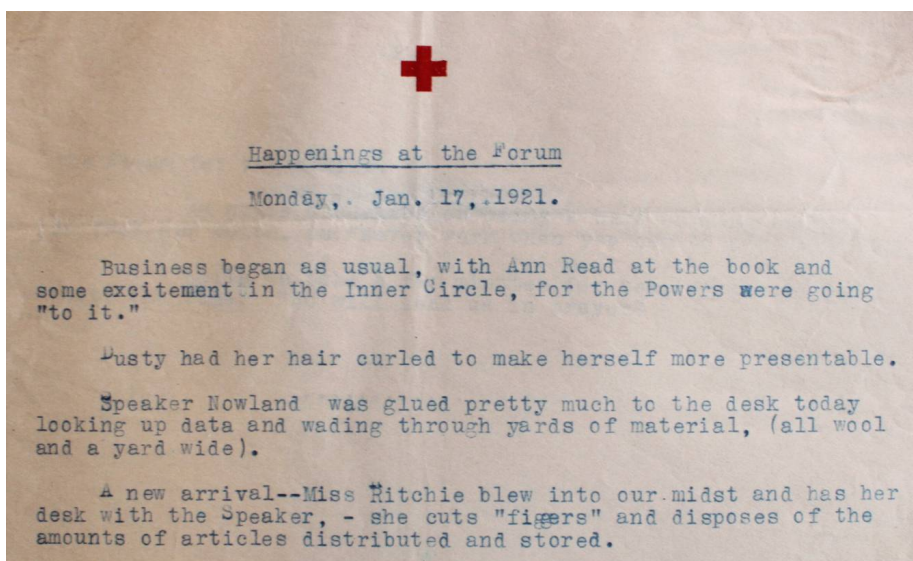 Happenings at the Forum
Monday,. Jan. 17,.1921.
Business began as usual, with Ann Read at the book and
some excitement in the Inner Circle, for the Powers were going
"to it."
Dusty had her hair curled to make herself more presentable.
Speaker Nowland was glued pretty much to the desk today
looking up data and wading through yards of material, (all wool
and a yard wide).
A new arrival--Miss Ritchie blew into our midst and has her
desk with the Speaker, - she cuts "figgers" and disposes of the
amounts of articles distributed and stored.